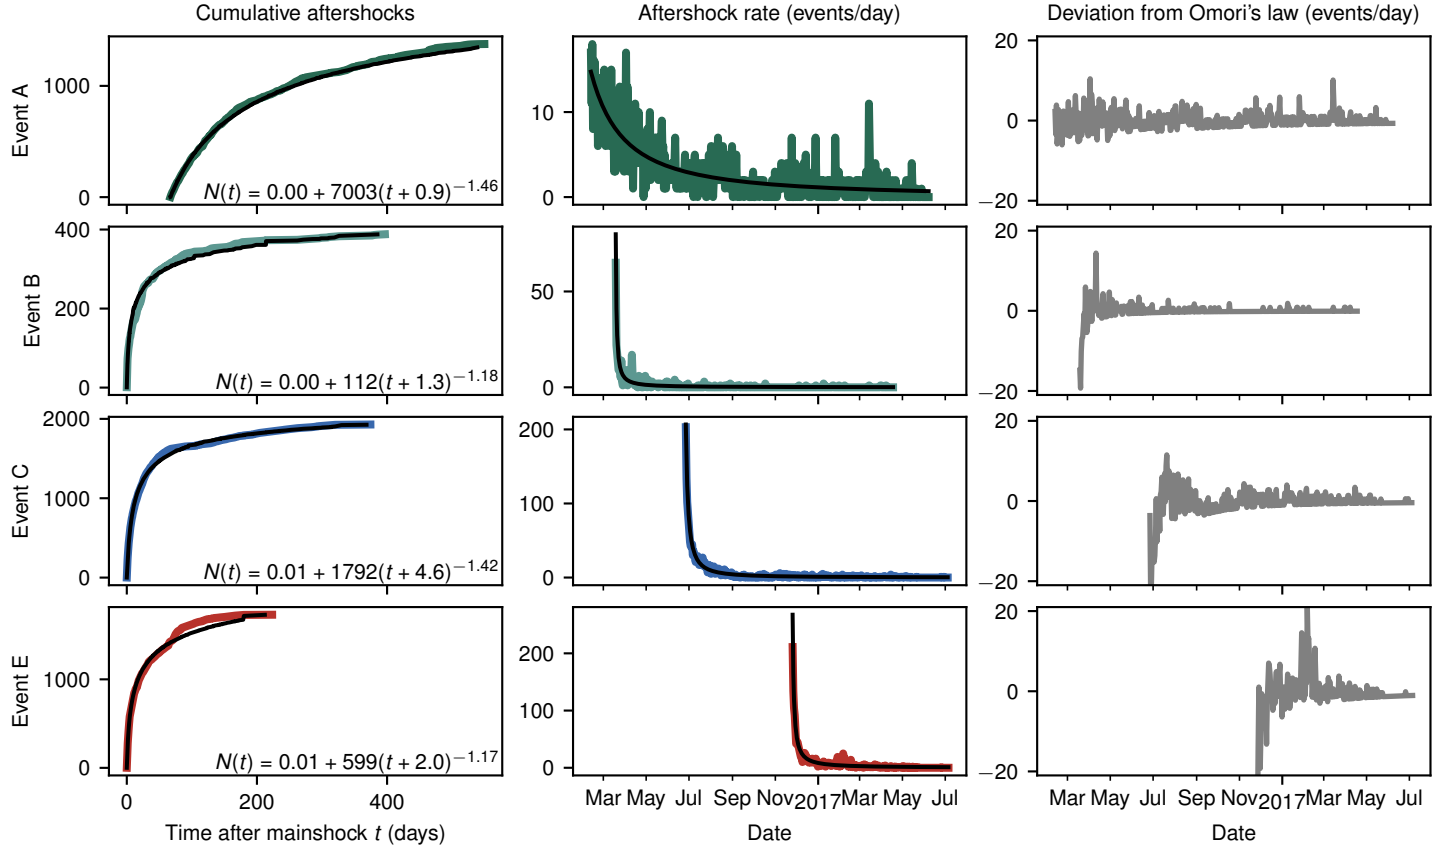 Cumulative aftershocks
Aftershock rate (events/day)
Deviation from Omori’s law (events/day)
Event A
1000
0
N(t) = 0.00 + 7003(t + 0.9)^−1.46
10
0
20
0
−20
Event B
400
200
0
N(t) = 0.00 + 112(t + 1.3)^−1.18
50
0
20
0
−20
Event C
2000
1000
0
N(t) = 0.01 + 1792(t + 4.6)^−1.42
200
100
0
20
0
−20
Event E
1000
0
N(t) = 0.01 + 599(t + 2.0)^−1.17
200
100
0
20
0
−20
0 200 400
Mar May Jul Sep Nov 2017 Mar May Jul
Mar May Jul Sep Nov 2017 Mar May Jul
Time after mainshock t (days)
Date
Date